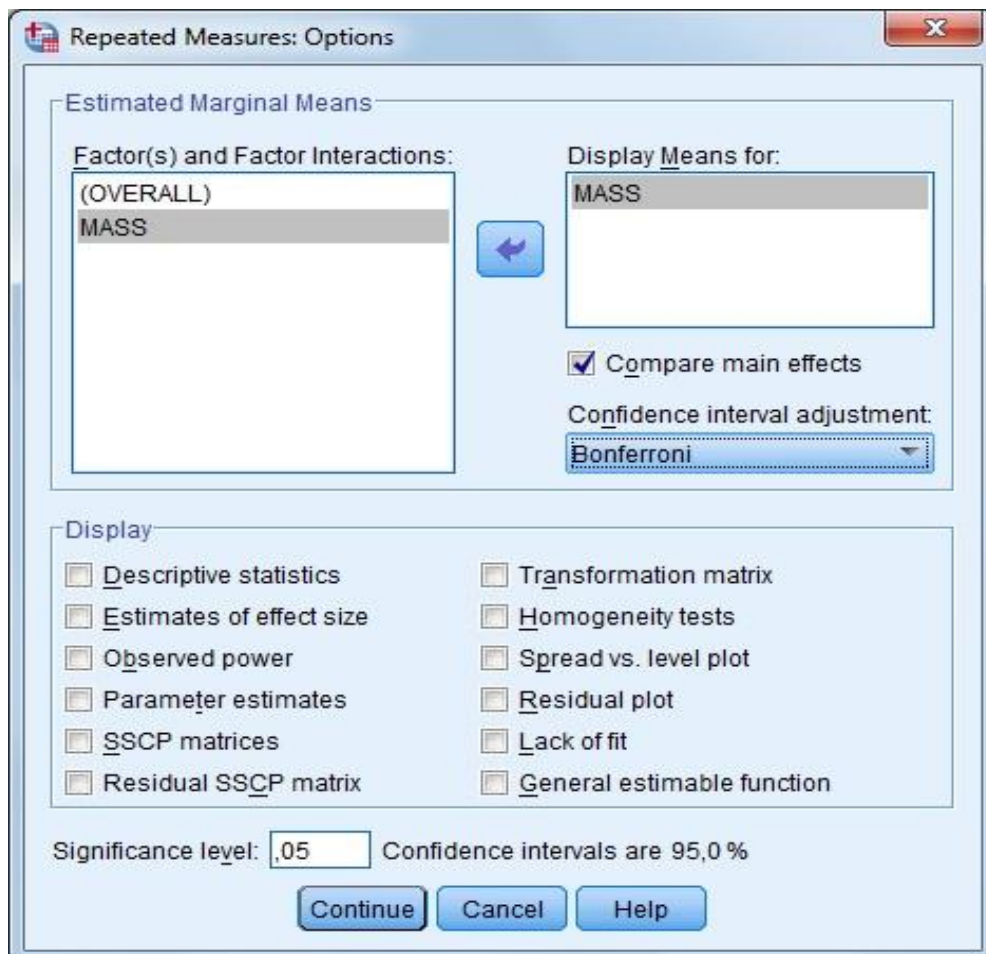 Repeated Measures: Options
Estimated Marginal Means
Factor(s) and Factor Interactions:
(OVERALL)
MASS
Display Means for:
MASS
Compare main effects
Confidence interval adjustment:
Bonferroni
Display
Descriptive statistics
Estimates of effect size
Observed power
Parameter estimates
SSCP matrices
Residual SSCP matrix
Transformation matrix
Homogeneity tests
Spread vs. level plot
Residual plot
Lack of fit
General estimable function
Significance level: ,05 Confidence intervals are 95,0 %
Continue Cancel Help